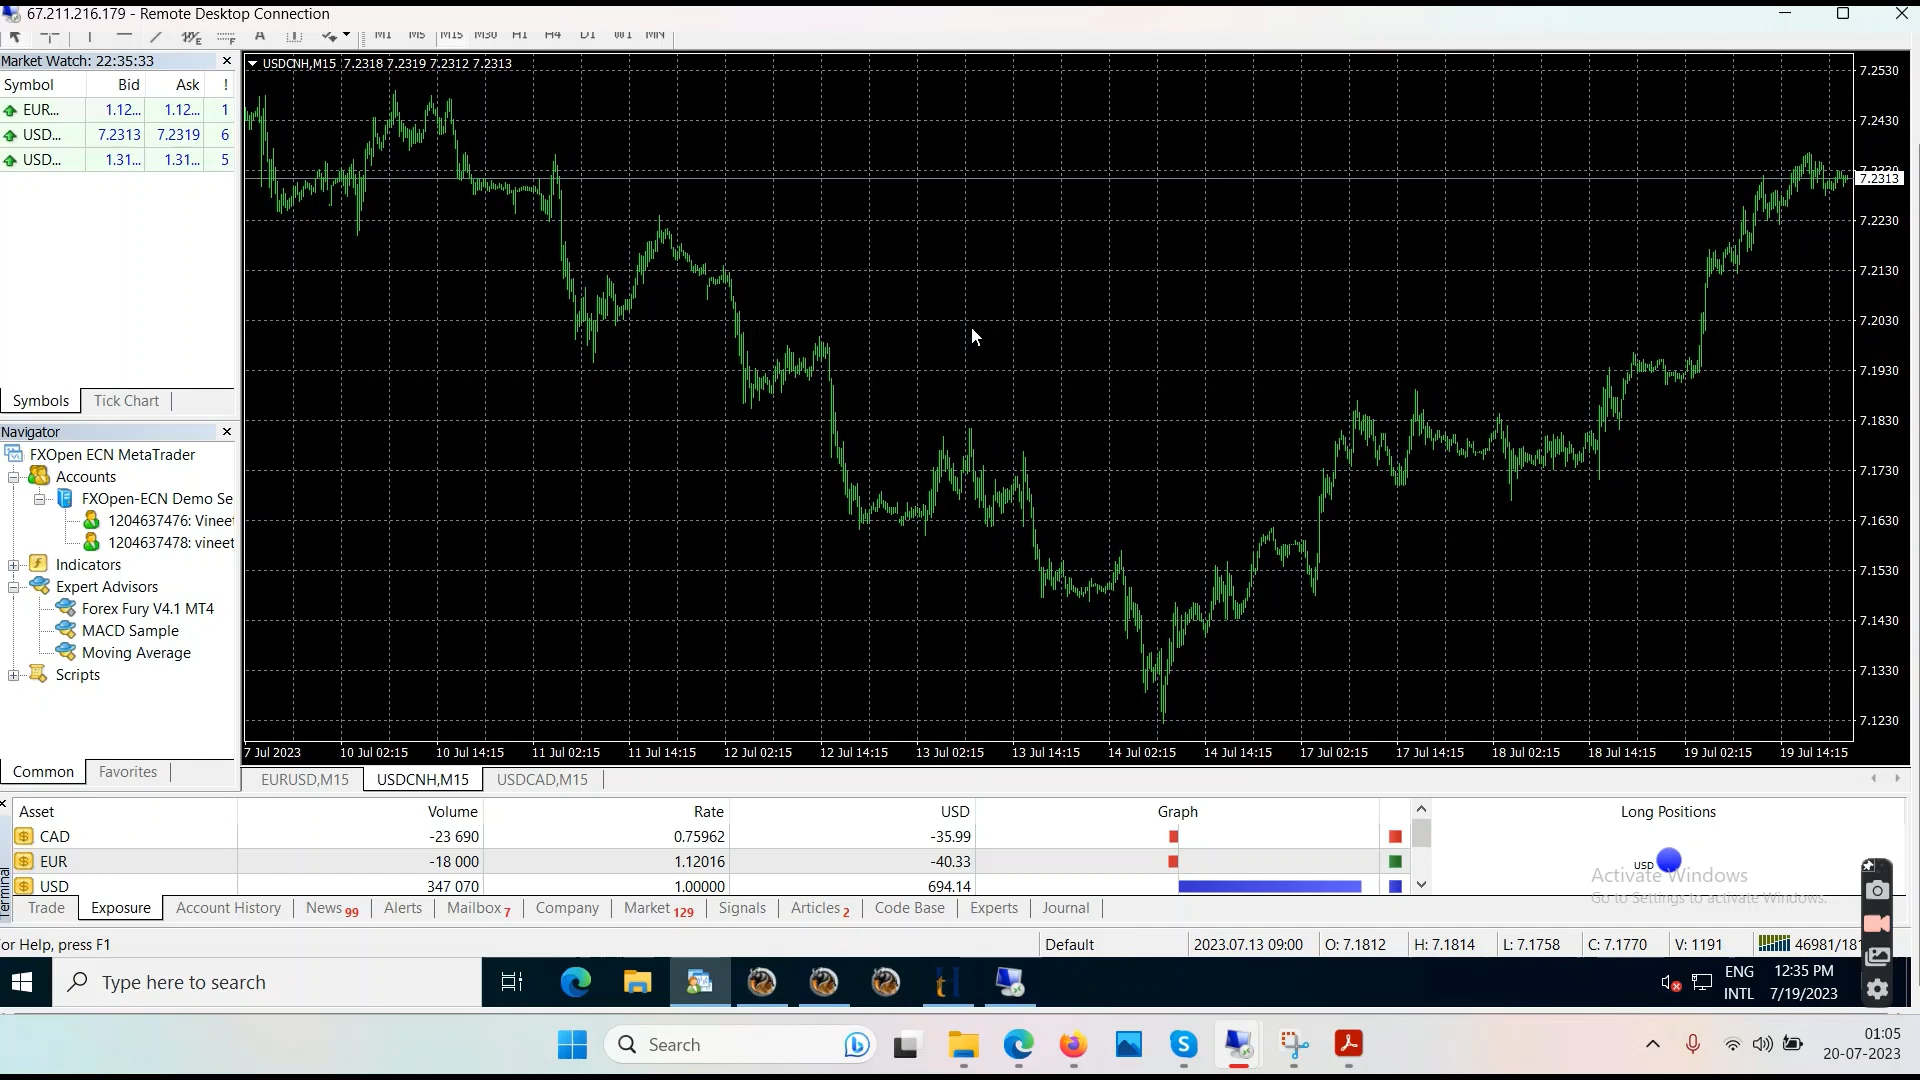 67.211.216.179 - Remote Desktop Connection
A T M1 M5 M15 M30 H1 H4 D1 W1 MN
Market Watch: 22:35:33
Symbol Bid Ask !
EUR... 1.12... 1.12... 1
USD... 7.2313 7.2319 6
USD... 1.31... 1.31... 5
Symbols Tick Chart
Navigator
FXOpen ECN MetaTrader
Accounts
FXOpen-ECN Demo Se
1204637476: Vineet
1204637478: vineet
Indicators
Expert Advisors
Forex Fury V4.1 MT4
MACD Sample
Moving Average
Scripts
Common Favorites
USDCNH,M15 7.2318 7.2319 7.2312 7.2313
7.2530
7.2430
7.2313
7.2230
7.2130
7.2030
7.1930
7.1830
7.1730
7.1630
7.1530
7.1430
7.1330
7.1230
7 Jul 2023 10 Jul 02:15 10 Jul 14:15 11 Jul 02:15 11 Jul 14:15 12 Jul 02:15 12 Jul 14:15 13 Jul 02:15 13 Jul 14:15 14 Jul 02:15 14 Jul 14:15 17 Jul 02:15 17 Jul 14:15 18 Jul 02:15 18 Jul 14:15 19 Jul 02:15 19 Jul 14:15
EURUSD,M15 USDCNH,M15 USDCAD,M15
Terminal
Asset Volume Rate USD Graph Long Positions
CAD -23 690 0.75962 -35.99
EUR -18 000 1.12016 -40.33
USD 347 070 1.00000 694.14
USD
Activate Windows
Go to Settings to activate Windows.
Trade Exposure Account History News 99 Alerts Mailbox 7 Company Market 129 Signals Articles 2 Code Base Experts Journal
or Help, press F1 Default 2023.07.13 09:00 O: 7.1812 H: 7.1814 L: 7.1758 C: 7.1770 V: 1191 46981/181
Type here to search
ENG
INTL
12:35 PM
7/19/2023
Search
01:05
20-07-2023